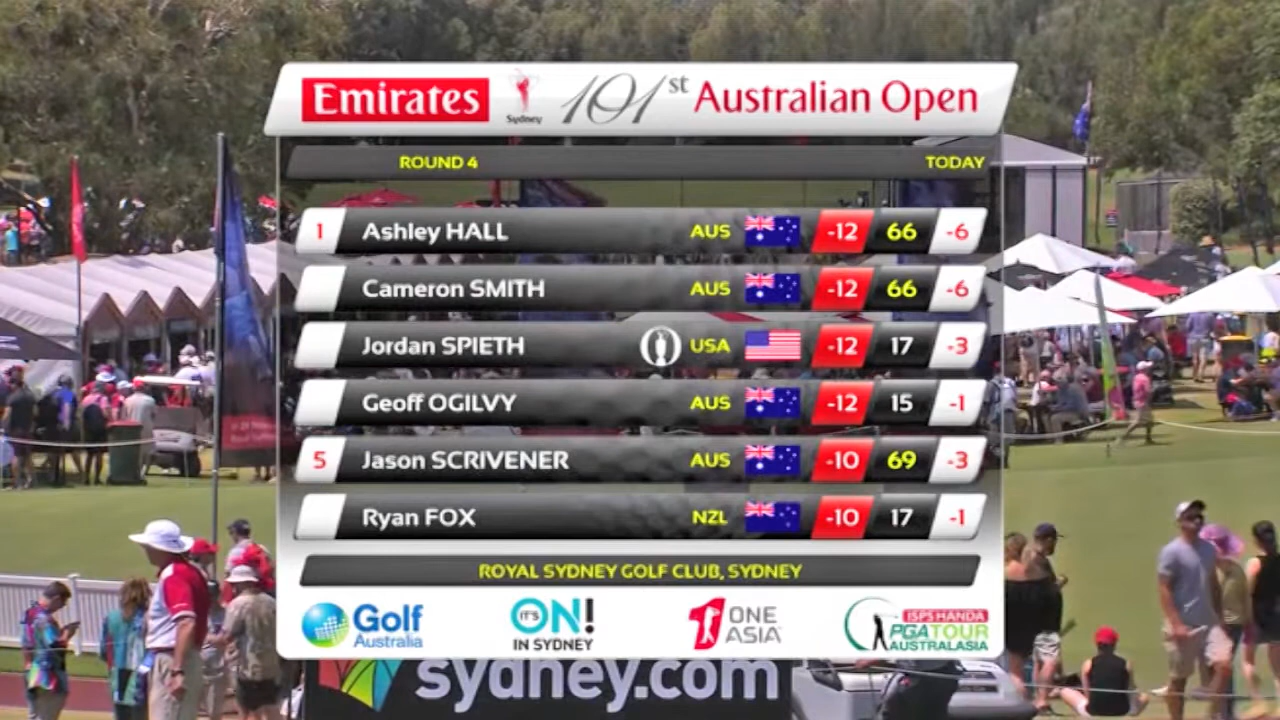 Emirates Sydney 101st Australian Open
ROUND 4 TODAY
1 Ashley HALL AUS -12 66 -6
Cameron SMITH AUS -12 66 -6
Jordan SPIETH USA -12 17 -3
Geoff OGILVY AUS -12 15 -1
5 Jason SCRIVENER AUS -10 69 -3
Ryan FOX NZL -10 17 -1
ROYAL SYDNEY GOLF CLUB, SYDNEY
Golf Australia
IT'S ON! IN SYDNEY
1 ONE ASIA
ISPS HANDA PGA TOUR AUSTRALASIA
sydney.com